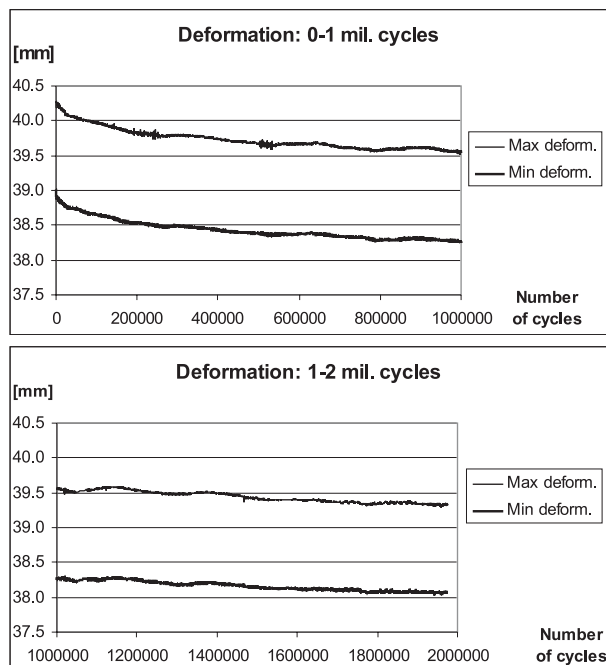 Deformation: 0-1 mil. cycles
[mm]
40.5
40.0
39.5
39.0
38.5
38.0
37.5
0 200000 400000 600000 800000 1000000
Max deform.
Min deform.
Number
of cycles
Deformation: 1-2 mil. cycles
[mm]
40.5
40.0
39.5
39.0
38.5
38.0
37.5
1000000 1200000 1400000 1600000 1800000 2000000
Max deform.
Min deform.
Number
of cycles